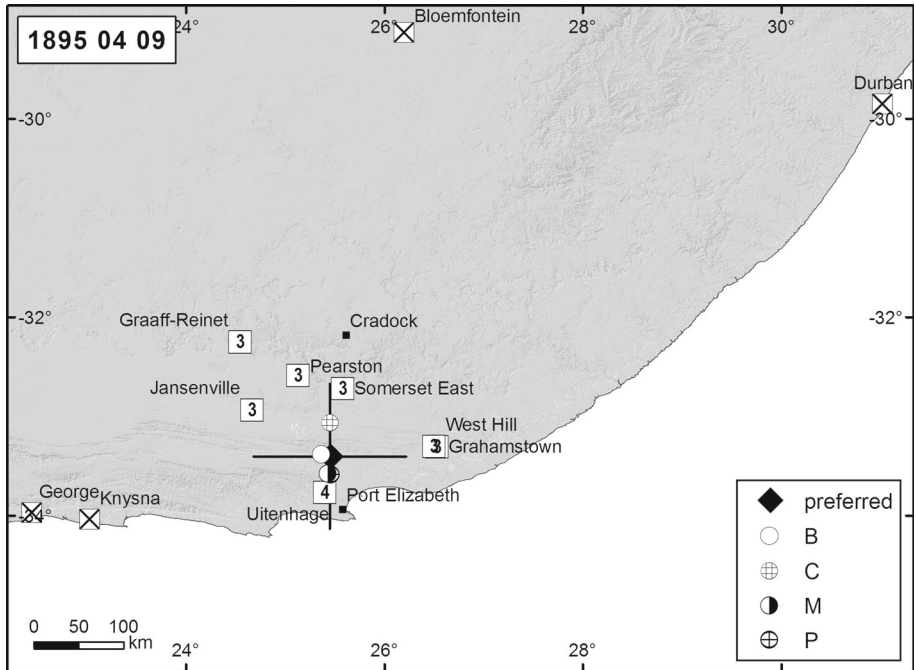 1895 04 09
24°
26°
28°
30°
Bloemfontein
Durban
-30°
-30°
-32°
-32°
Graaff-Reinet
3
Cradock
3
Pearston
3
Somerset East
Jansenville
3
West Hill
3
3
Grahamstown
4
Port Elizabeth
Uitenhage
George
Knysna
-34°
preferred
B
C
M
P
0 50 100
km
24°
26°
28°